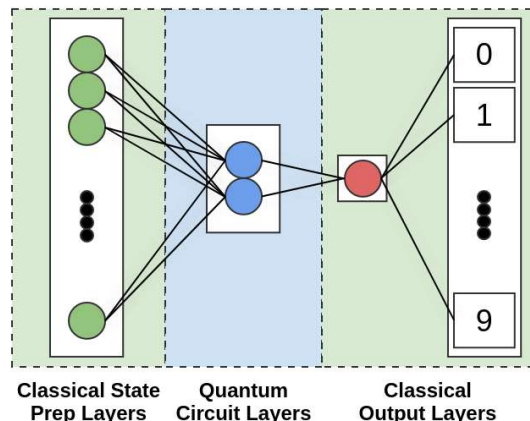 0
1
9
Classical State
Prep Layers
Quantum
Circuit Layers
Classical
Output Layers